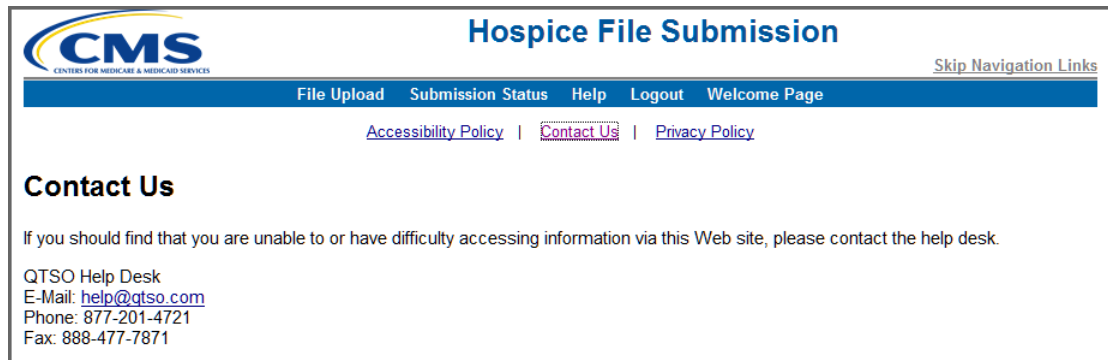 CMS
CENTERS FOR MEDICARE & MEDICAID SERVICES
Hospice File Submission
Skip Navigation Links
File Upload Submission Status Help Logout Welcome Page
Accessibility Policy | Contact Us | Privacy Policy
Contact Us
If you should find that you are unable to or have difficulty accessing information via this Web site, please contact the help desk.
QTSO Help Desk
E-Mail: help@qtso.com
Phone: 877-201-4721
Fax: 888-477-7871